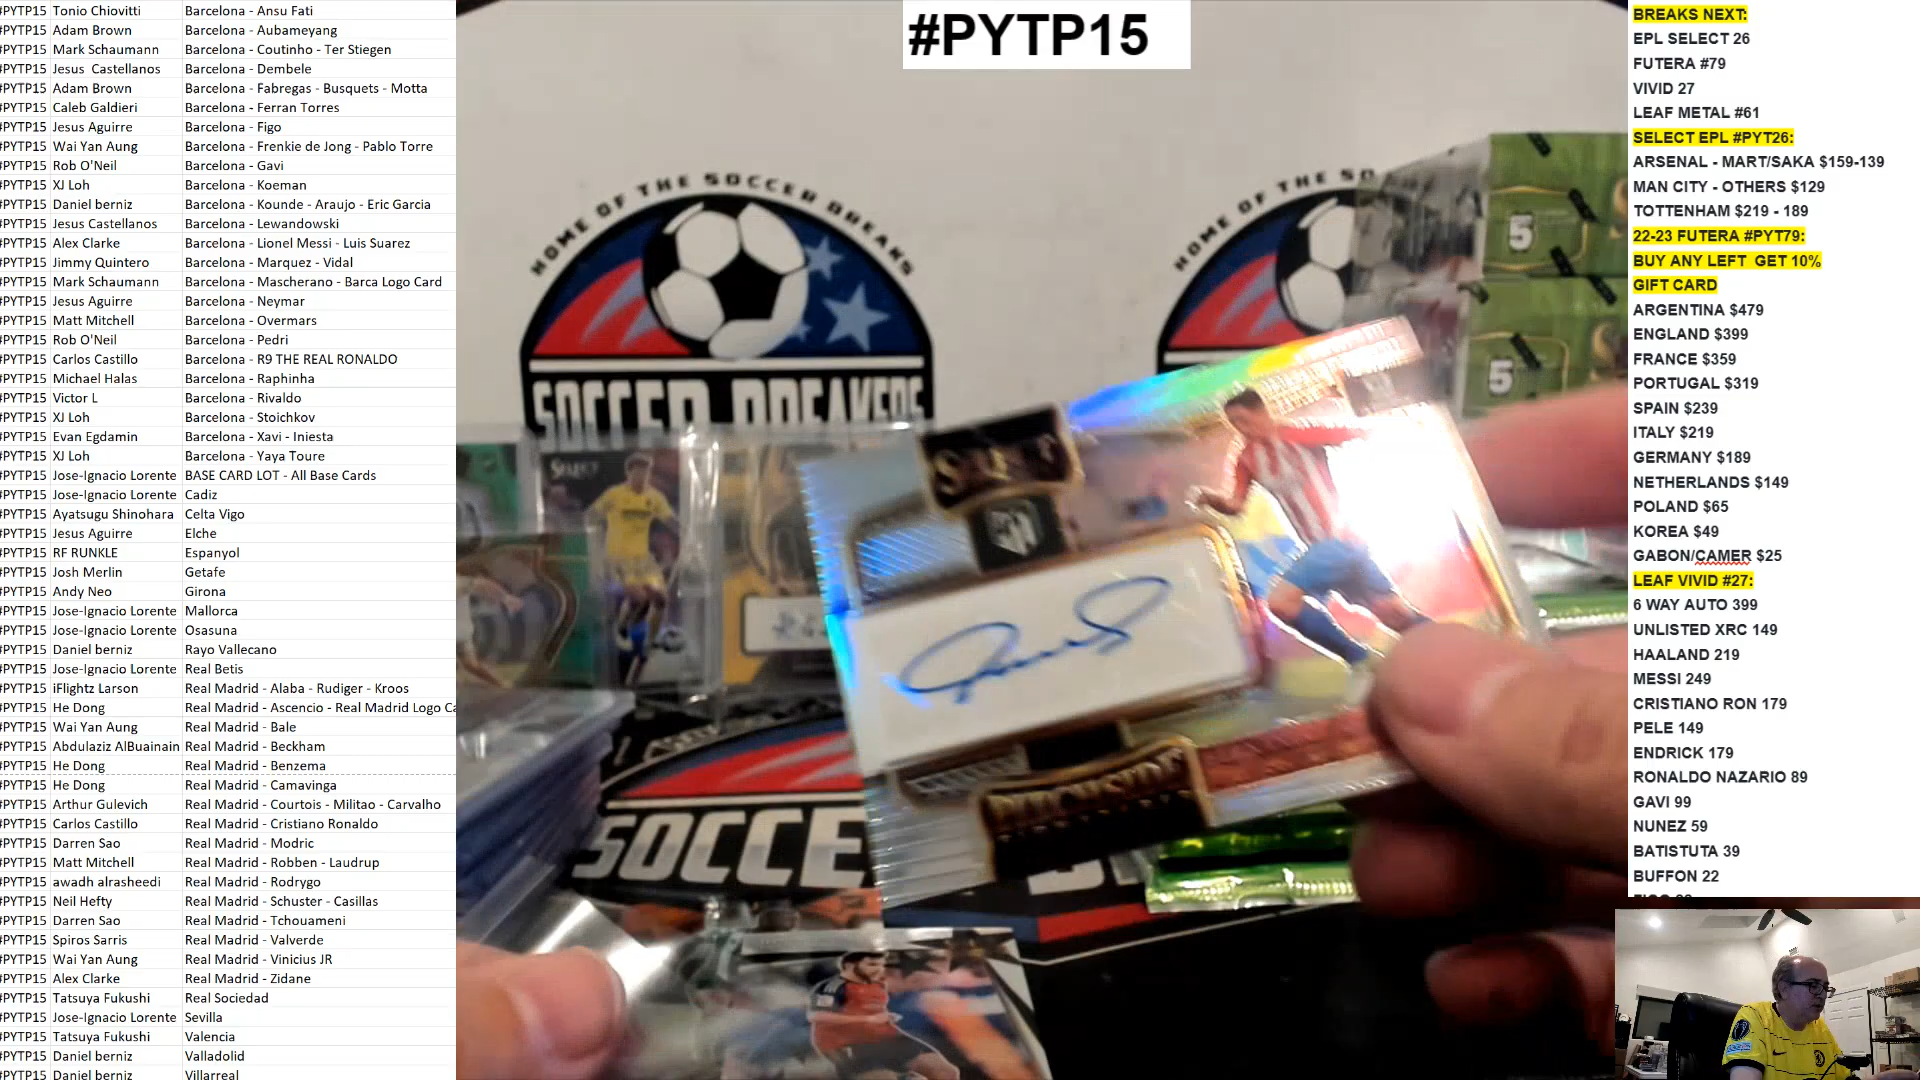 #PYTP15 Tonio Chiovitti Barcelona - Ansu Fati
#PYTP15 Adam Brown Barcelona - Aubameyang
#PYTP15 Mark Schaumann Barcelona - Coutinho - Ter Stiegen
#PYTP15 Jesus Castellanos Barcelona - Dembele
#PYTP15 Adam Brown Barcelona - Fabregas - Busquets - Motta
#PYTP15 Caleb Galdieri Barcelona - Ferran Torres
#PYTP15 Jesus Aguirre Barcelona - Figo
#PYTP15 Wai Yan Aung Barcelona - Frenkie de Jong - Pablo Torre
#PYTP15 Rob O'Neil Barcelona - Gavi
#PYTP15 XJ Loh Barcelona - Koeman
#PYTP15 Daniel berniz Barcelona - Kounde - Araujo - Eric Garcia
#PYTP15 Jesus Castellanos Barcelona - Lewandowski
#PYTP15 Alex Clarke Barcelona - Lionel Messi - Luis Suarez
#PYTP15 Jimmy Quintero Barcelona - Marquez - Vidal
#PYTP15 Mark Schaumann Barcelona - Mascherano - Barca Logo Card
#PYTP15 Jesus Aguirre Barcelona - Neymar
#PYTP15 Matt Mitchell Barcelona - Overmars
#PYTP15 Rob O'Neil Barcelona - Pedri
#PYTP15 Carlos Castillo Barcelona - R9 THE REAL RONALDO
#PYTP15 Michael Halas Barcelona - Raphinha
#PYTP15 Victor L Barcelona - Rivaldo
#PYTP15 XJ Loh Barcelona - Stoichkov
#PYTP15 Evan Egdamin Barcelona - Xavi - Iniesta
#PYTP15 XJ Loh Barcelona - Yaya Toure
#PYTP15 Jose-Ignacio Lorente BASE CARD LOT - All Base Cards
#PYTP15 Jose-Ignacio Lorente Cadiz
#PYTP15 Ayatsugu Shinohara Celta Vigo
#PYTP15 Jesus Aguirre Elche
#PYTP15 RF RUNKLE Espanyol
#PYTP15 Josh Merlin Getafe
#PYTP15 Andy Neo Girona
#PYTP15 Jose-Ignacio Lorente Mallorca
#PYTP15 Jose-Ignacio Lorente Osasuna
#PYTP15 Daniel berniz Rayo Vallecano
#PYTP15 Jose-Ignacio Lorente Real Betis
#PYTP15 iFlightz Larson Real Madrid - Alaba - Rudiger - Kroos
#PYTP15 He Dong Real Madrid - Ascencio - Real Madrid Logo Ca
#PYTP15 Wai Yan Aung Real Madrid - Bale
#PYTP15 Abdulaziz AlBuainain Real Madrid - Beckham
#PYTP15 He Dong Real Madrid - Benzema
#PYTP15 He Dong Real Madrid - Camavinga
#PYTP15 Arthur Gulevich Real Madrid - Courtois - Militao - Carvalho
#PYTP15 Carlos Castillo Real Madrid - Cristiano Ronaldo
#PYTP15 Darren Sao Real Madrid - Modric
#PYTP15 Matt Mitchell Real Madrid - Robben - Laudrup
#PYTP15 awadh alrasheedi Real Madrid - Rodrygo
#PYTP15 Neil Hefty Real Madrid - Schuster - Casillas
#PYTP15 Darren Sao Real Madrid - Tchouameni
#PYTP15 Spiros Sarris Real Madrid - Valverde
#PYTP15 Wai Yan Aung Real Madrid - Vinicius JR
#PYTP15 Alex Clarke Real Madrid - Zidane
#PYTP15 Tatsuya Fukushi Real Sociedad
#PYTP15 Jose-Ignacio Lorente Sevilla
#PYTP15 Tatsuya Fukushi Valencia
#PYTP15 Daniel berniz Valladolid
#PYTP15 Daniel berniz Villarreal
#PYTP15
HOME OF THE SOCCER BREAKS
SOCCER BREAKERS
HOME OF THE SO
5
5
SELECT
SELECT
PITCHSIDE
SOCCE
BREAKS NEXT:
EPL SELECT 26
FUTERA #79
VIVID 27
LEAF METAL #61
SELECT EPL #PYT26:
ARSENAL - MART/SAKA $159-139
MAN CITY - OTHERS $129
TOTTENHAM $219 - 189
22-23 FUTERA #PYT79:
BUY ANY LEFT GET 10%
GIFT CARD
ARGENTINA $479
ENGLAND $399
FRANCE $359
PORTUGAL $319
SPAIN $239
ITALY $219
GERMANY $189
NETHERLANDS $149
POLAND $65
KOREA $49
GABON/CAMER $25
LEAF VIVID #27:
6 WAY AUTO 399
UNLISTED XRC 149
HAALAND 219
MESSI 249
CRISTIANO RON 179
PELE 149
ENDRICK 179
RONALDO NAZARIO 89
GAVI 99
NUNEZ 59
BATISTUTA 39
BUFFON 22